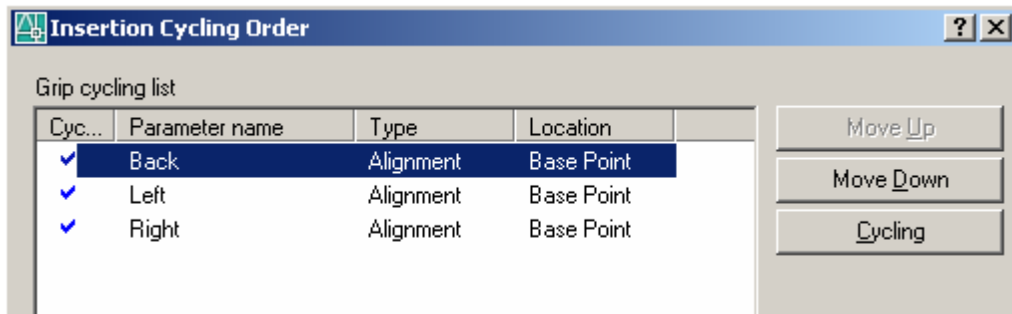 Insertion Cycling Order
?
Grip cycling list
Cyc... Parameter name Type Location
Back Alignment Base Point
Left Alignment Base Point
Right Alignment Base Point
Move Up
Move Down
Cycling